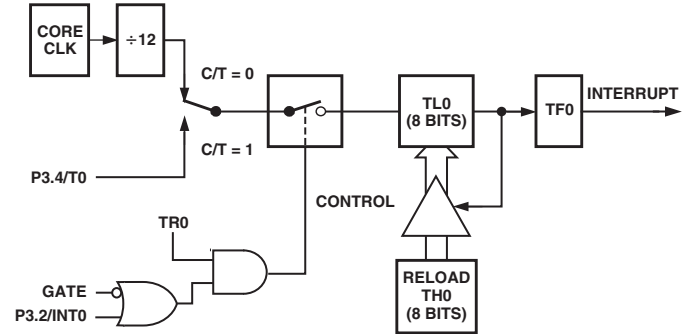 CORE
CLK
÷12
C/T = 0
C/T = 1
P3.4/T0
TL0
(8 BITS)
TF0
INTERRUPT
CONTROL
TR0
GATE
P3.2/INT0
RELOAD
TH0
(8 BITS)